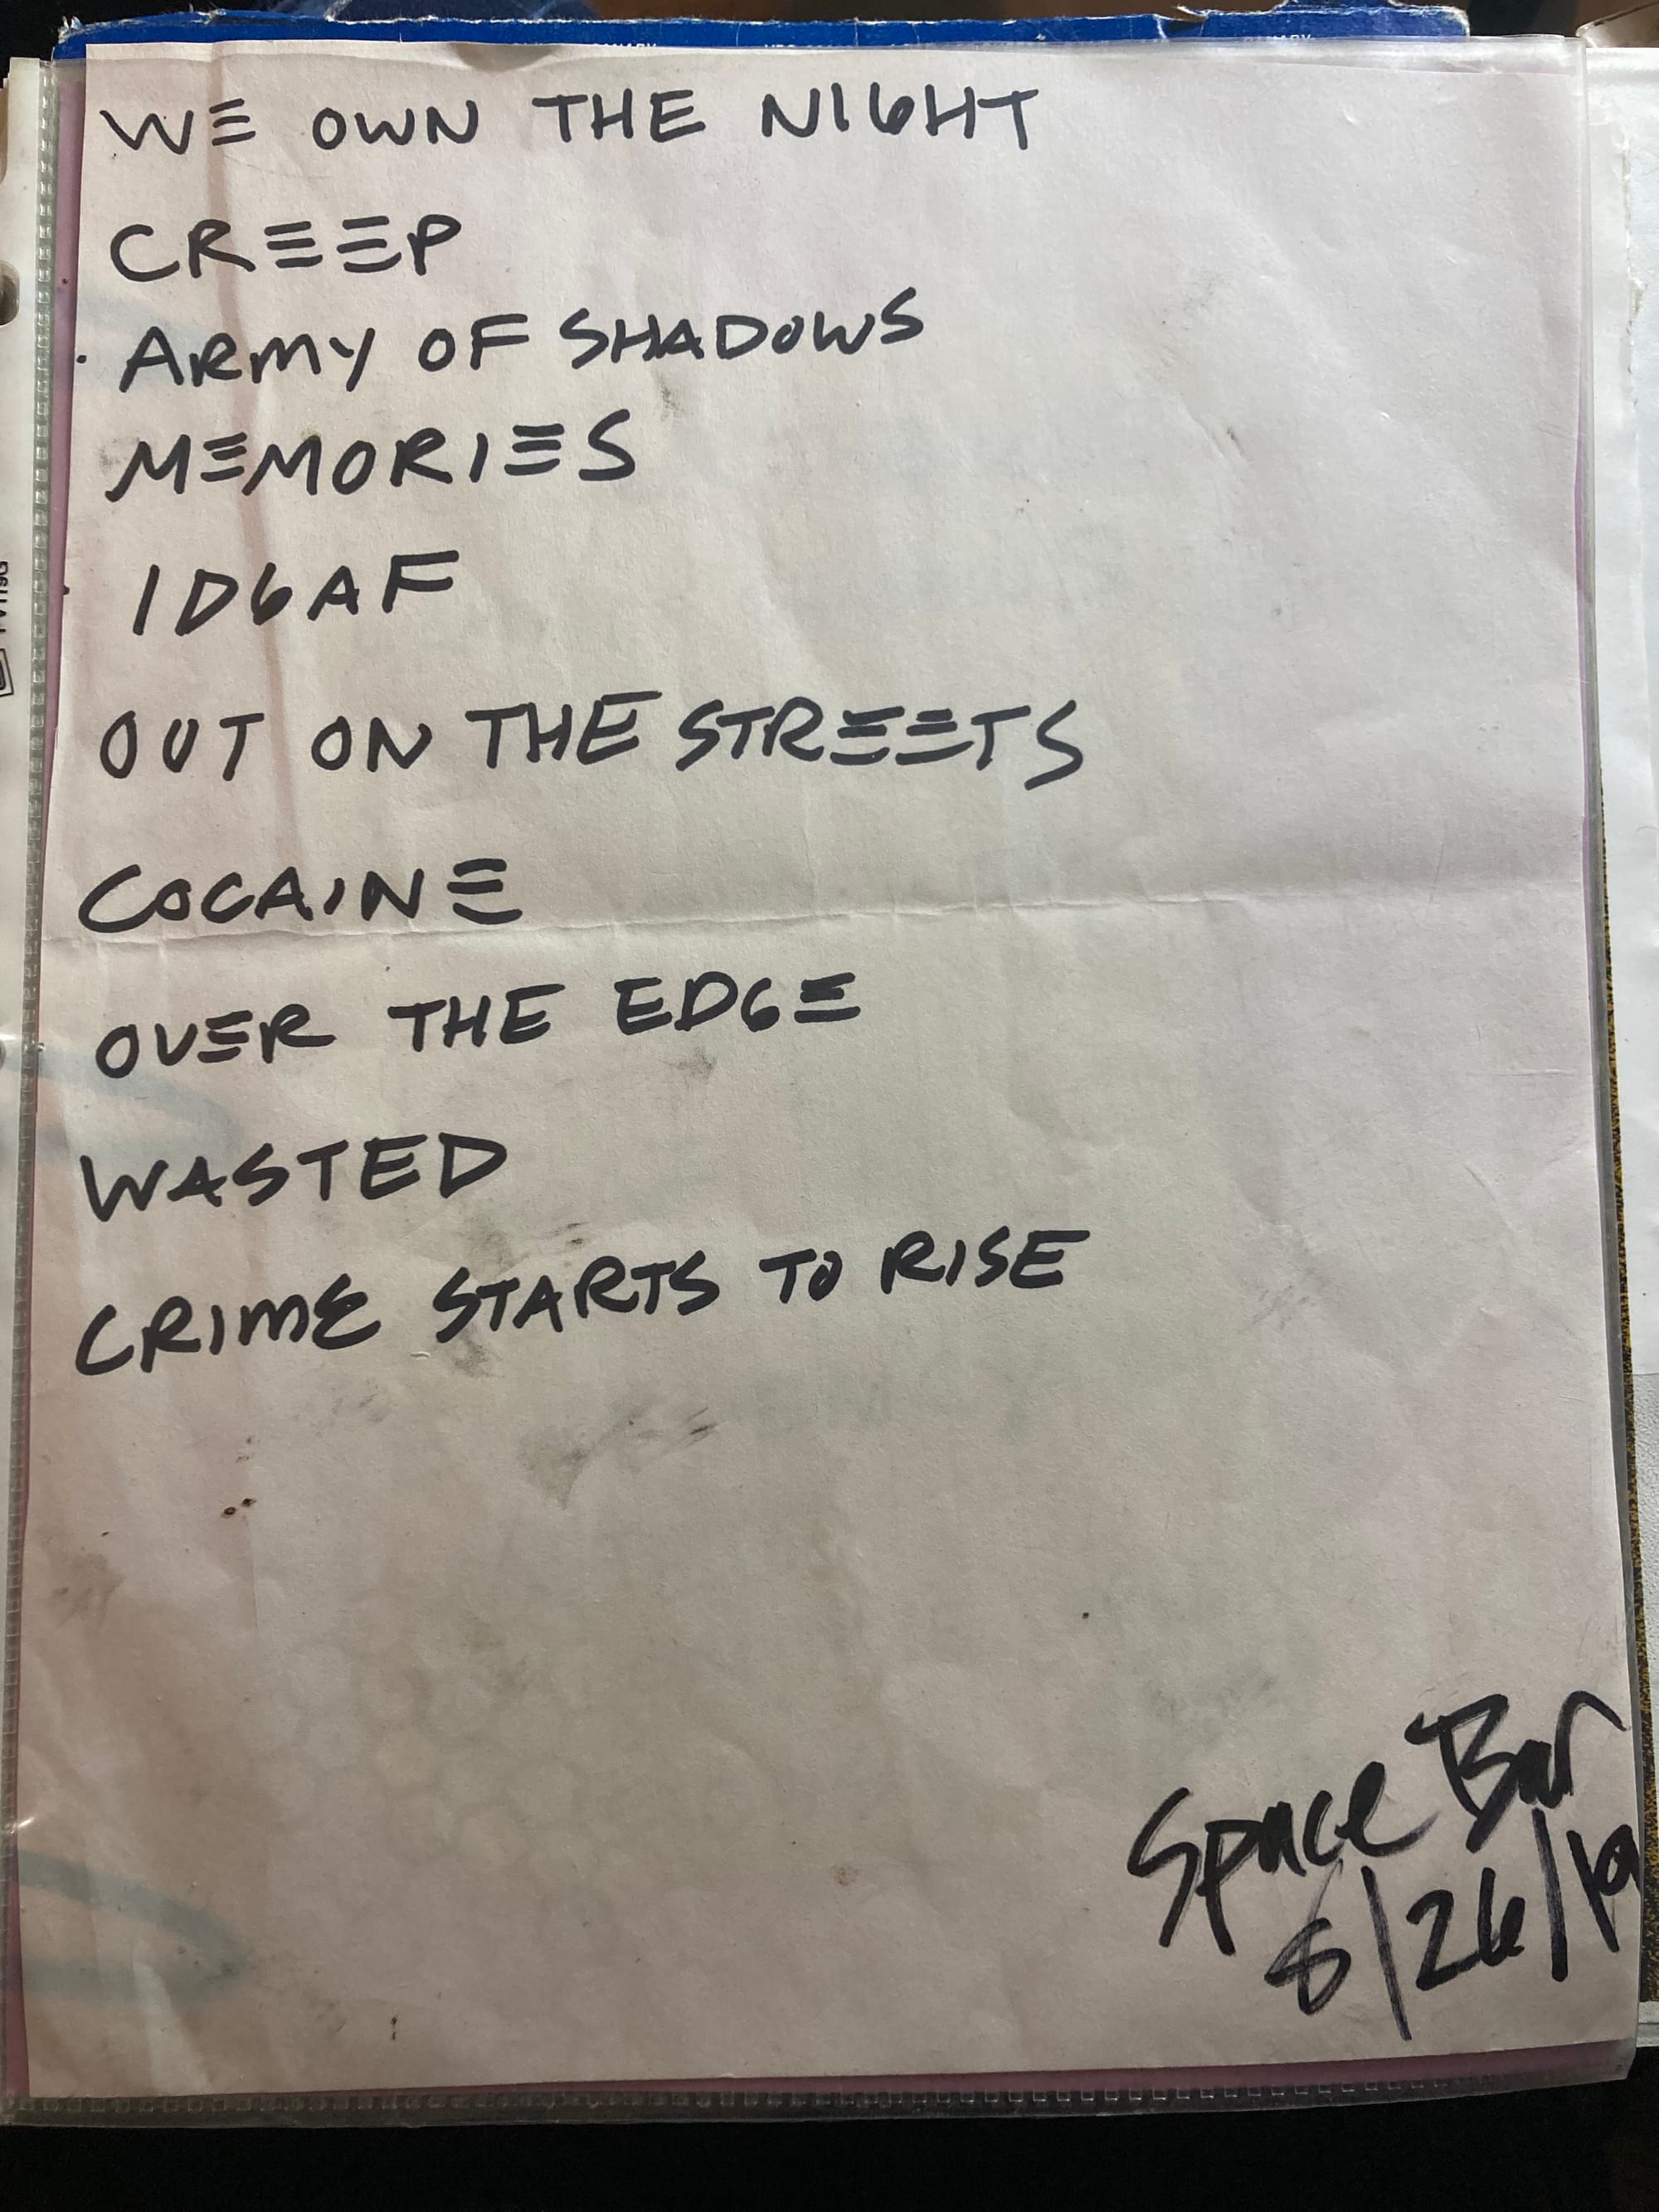 WE OWN THE NIGHT
CREEP
ARMY OF SHADOWS
MEMORIES
IDGAF
OUT ON THE STREETS
COCAINE
OVER THE EDGE
WASTED
CRIME STARTS TO RISE
Space Bar
8/26/19